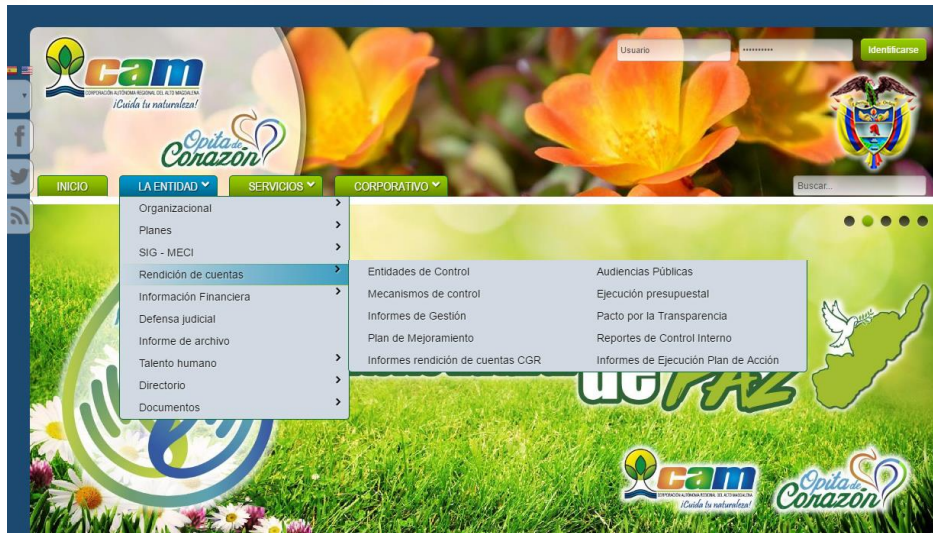 Usuario
Identificarse
cam
CORPORACIÓN AUTÓNOMA REGIONAL DEL ALTO MAGDALENA
¡Cuida tu naturaleza!
Opita de
Corazón
INICIO
LA ENTIDAD
SERVICIOS
CORPORATIVO
Buscar...
Organizacional
Planes
SIG - MECI
Rendición de cuentas
Información Financiera
Defensa judicial
Informe de archivo
Talento humano
Directorio
Documentos
Entidades de Control
Audiencias Públicas
Mecanismos de control
Ejecución presupuestal
Informes de Gestión
Pacto por la Transparencia
Plan de Mejoramiento
Reportes de Control Interno
Informes rendición de cuentas CGR
Informes de Ejecución Plan de Acción
de PAZ
cam
CORPORACIÓN AUTÓNOMA REGIONAL DEL ALTO MAGDALENA
¡Cuida tu naturaleza!
Opita de
Corazón